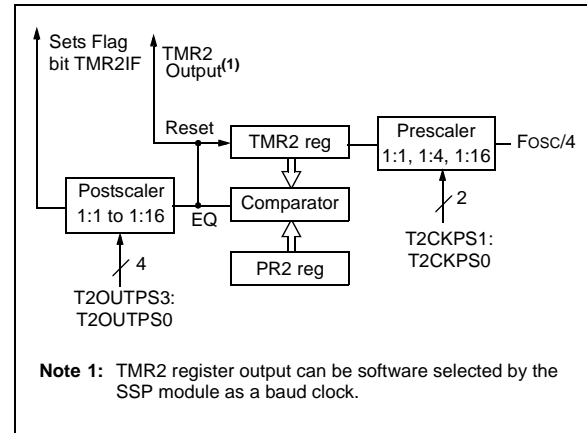 Sets Flag
bit TMR2IF
TMR2
Output(1)
Reset
TMR2 reg
Prescaler
1:1, 1:4, 1:16
FOSC/4
2
T2CKPS1:
T2CKPS0
Postscaler
1:1 to 1:16
EQ
Comparator
4
T2OUTPS3:
T2OUTPS0
PR2 reg
Note 1: TMR2 register output can be software selected by the
SSP module as a baud clock.